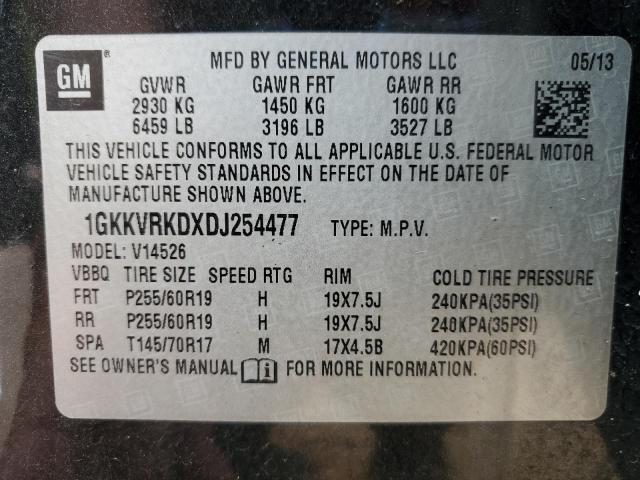 GM
MFD BY GENERAL MOTORS LLC 05/13
GVWR GAWR FRT GAWR RR
2930 KG 1450 KG 1600 KG
6459 LB 3196 LB 3527 LB
THIS VEHICLE CONFORMS TO ALL APPLICABLE U.S. FEDERAL MOTOR
VEHICLE SAFETY STANDARDS IN EFFECT ON THE DATE OF
MANUFACTURE SHOWN ABOVE.
1GKKVRKDXDJ254477 TYPE: M.P.V.
MODEL: V14526
VBBQ TIRE SIZE SPEED RTG RIM COLD TIRE PRESSURE
FRT P255/60R19 H 19X7.5J 240KPA(35PSI)
RR P255/60R19 H 19X7.5J 240KPA(35PSI)
SPA T145/70R17 M 17X4.5B 420KPA(60PSI)
SEE OWNER'S MANUAL i FOR MORE INFORMATION.